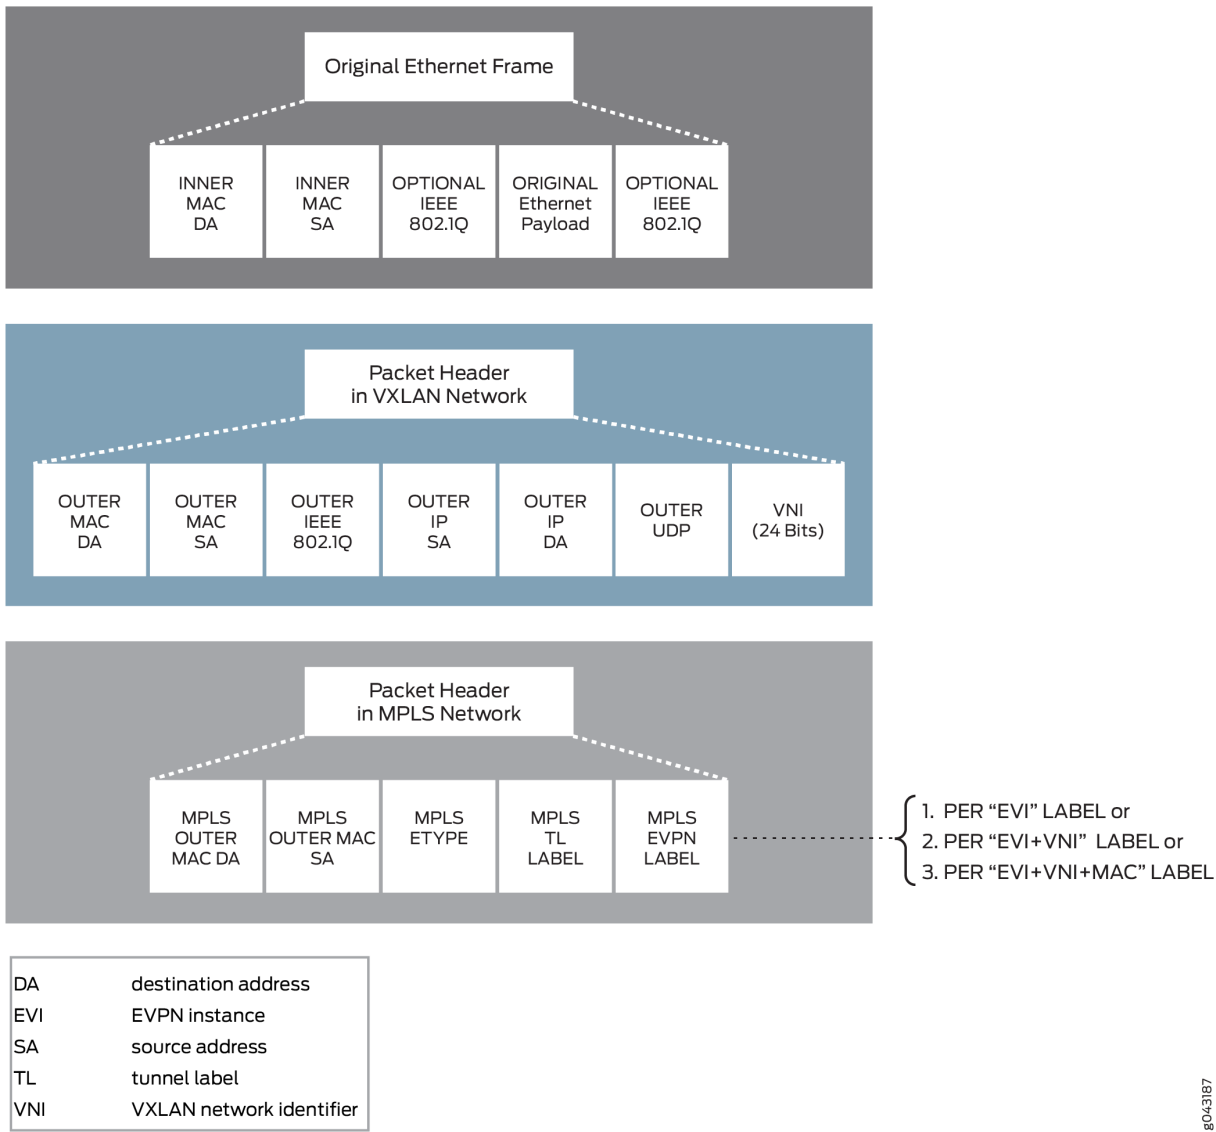 Original Ethernet Frame
INNER
MAC
DA
INNER
MAC
SA
OPTIONAL
IEEE
802.1Q
ORIGINAL
Ethernet
Payload
OPTIONAL
IEEE
802.1Q
Packet Header
in VXLAN Network
OUTER
MAC
DA
OUTER
MAC
SA
OUTER
IEEE
802.1Q
OUTER
IP
SA
OUTER
IP
DA
OUTER
UDP
VNI
(24 Bits)
Packet Header
in MPLS Network
MPLS
OUTER
MAC DA
MPLS
OUTER MAC
SA
MPLS
ETYPE
MPLS
TL
LABEL
MPLS
EVPN
LABEL
1. PER “EVI” LABEL or
2. PER “EVI+VNI” LABEL or
3. PER “EVI+VNI+MAC” LABEL
DA destination address
EVI EVPN instance
SA source address
TL tunnel label
VNI VXLAN network identifier
g043187